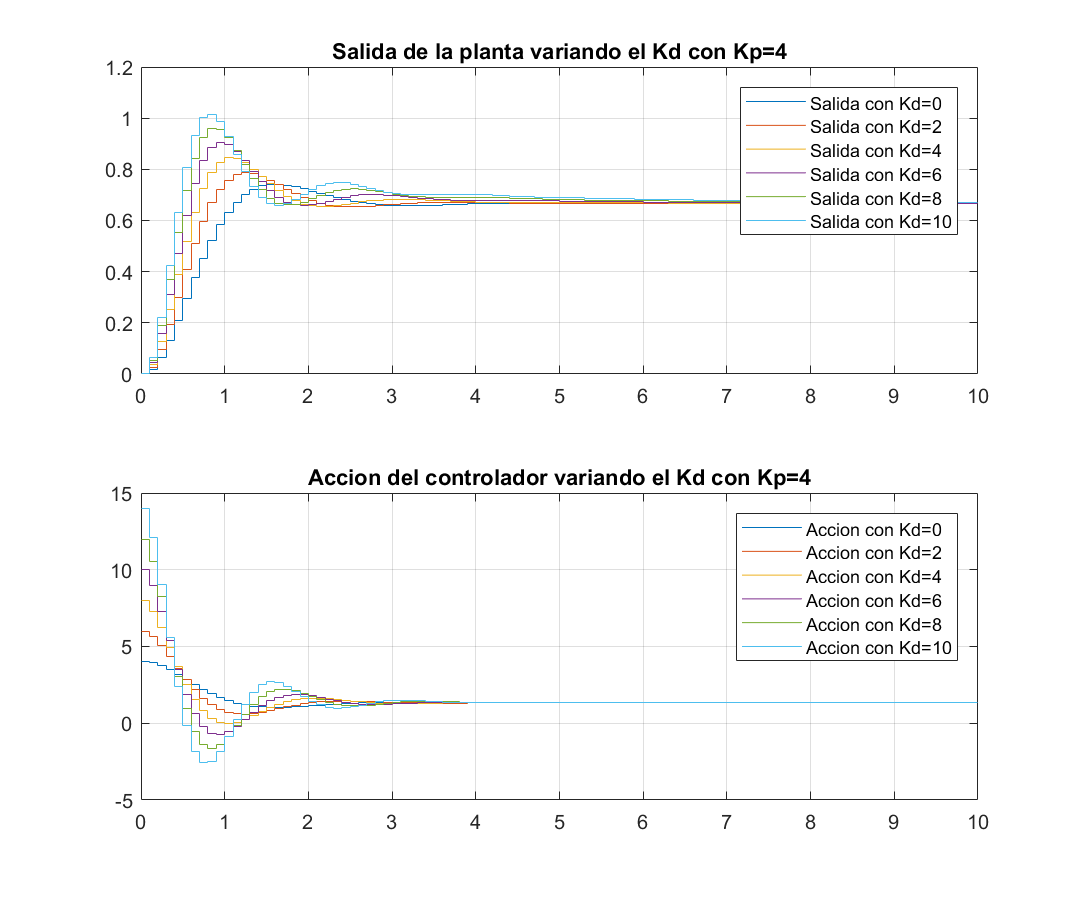 Salida de la planta variando el Kd con Kp=4
1.2
1
0.8
0.6
0.4
0.2
0
Salida con Kd=0
Salida con Kd=2
Salida con Kd=4
Salida con Kd=6
Salida con Kd=8
Salida con Kd=10
0 1 2 3 4 5 6 7 8 9 10
Accion del controlador variando el Kd con Kp=4
15
10
5
0
-5
Accion con Kd=0
Accion con Kd=2
Accion con Kd=4
Accion con Kd=6
Accion con Kd=8
Accion con Kd=10
0 1 2 3 4 5 6 7 8 9 10